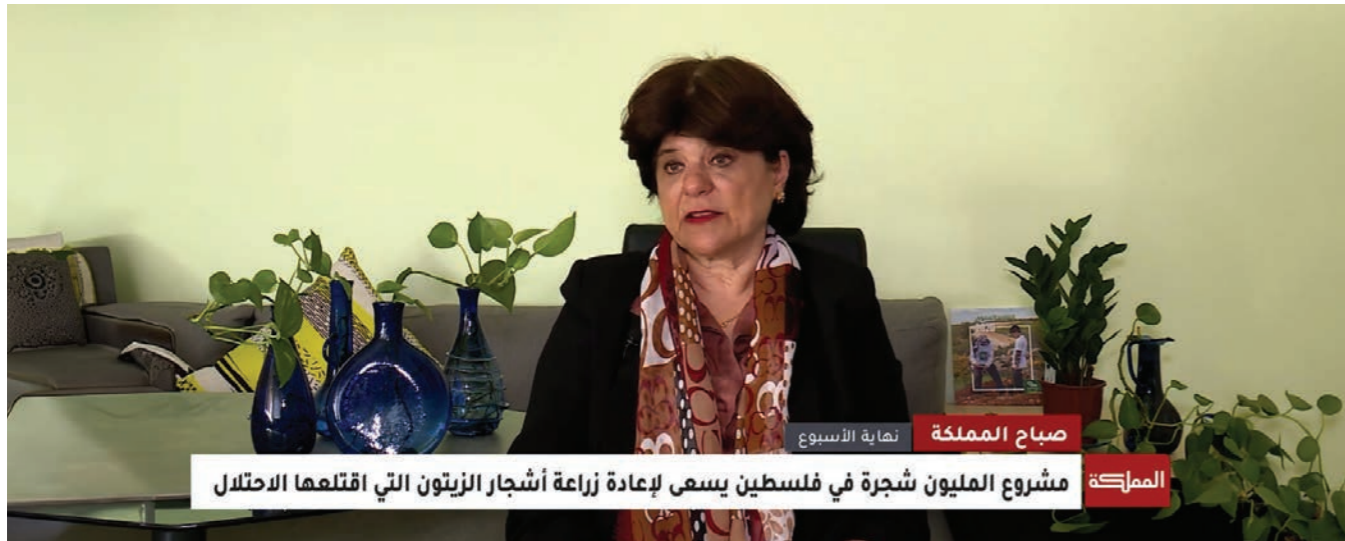 صباح المملكة
نهاية الأسبوع
المملكة
مشروع المليون شجرة في فلسطين يسعى لإعادة زراعة أشجار الزيتون التي اقتلعها الاحتلال